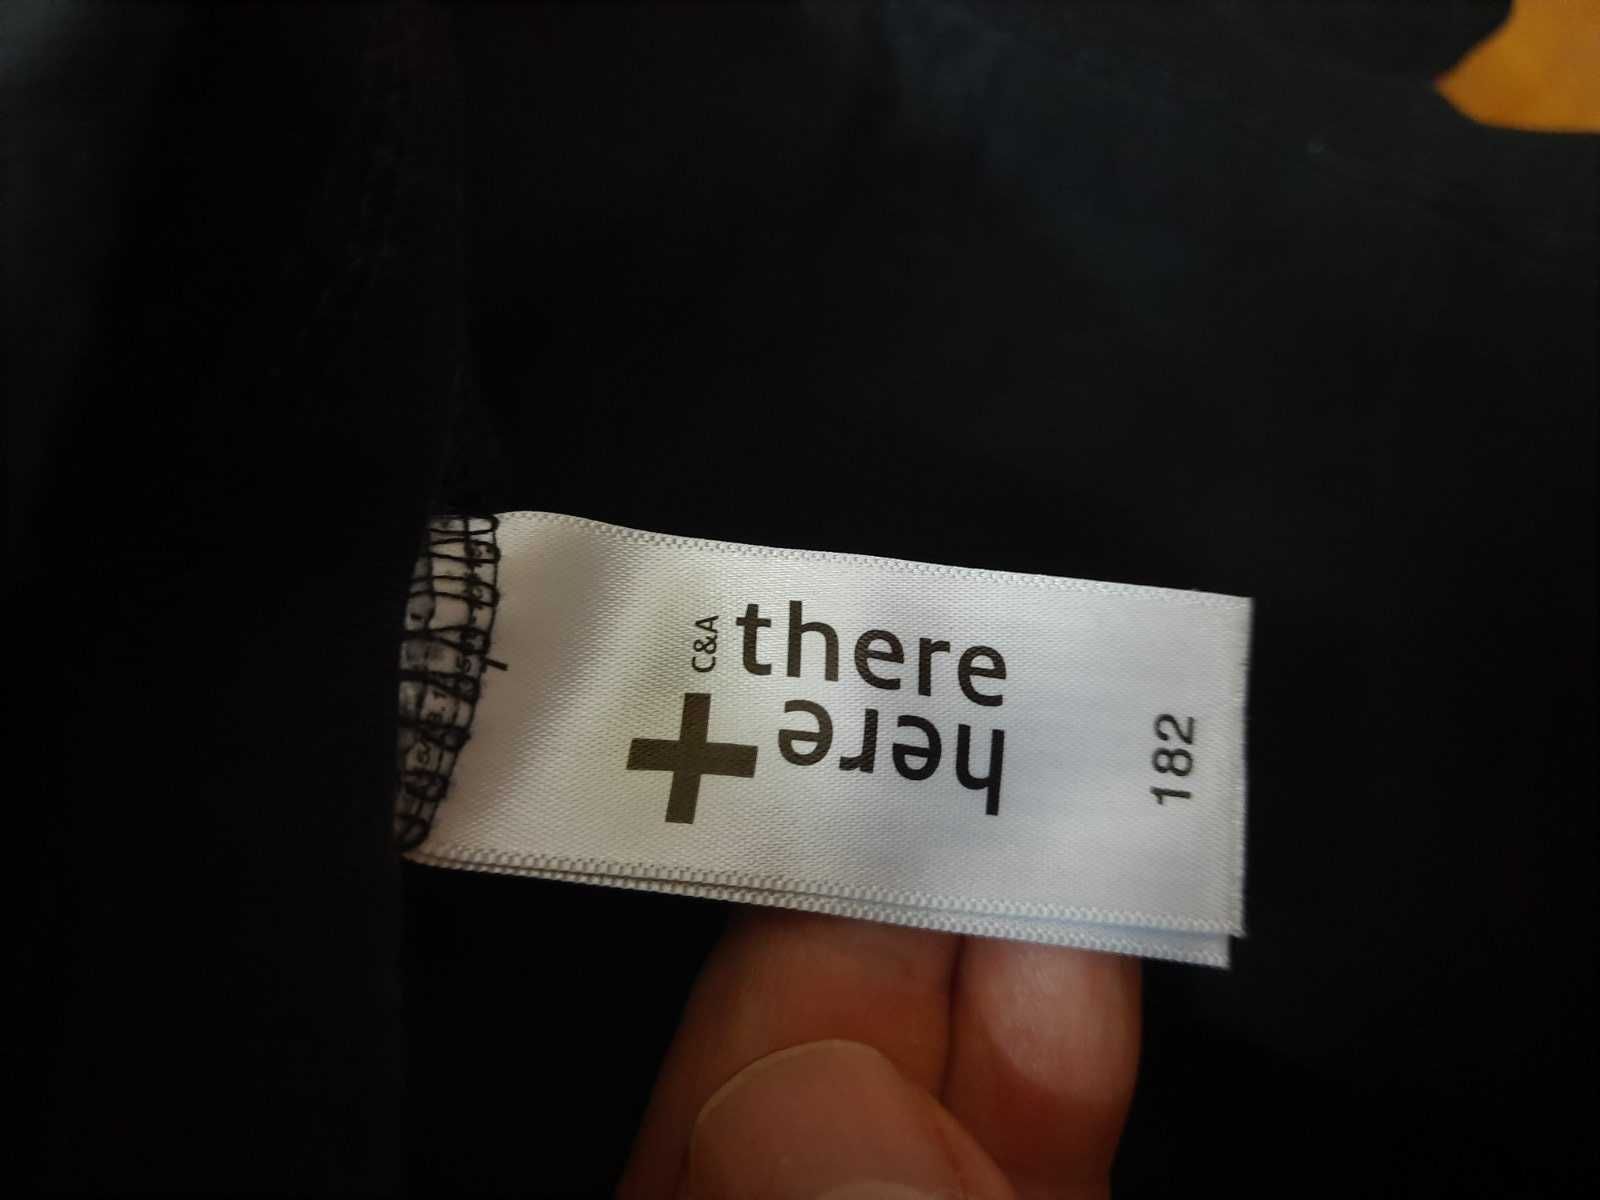 C&A
there
+ here
182